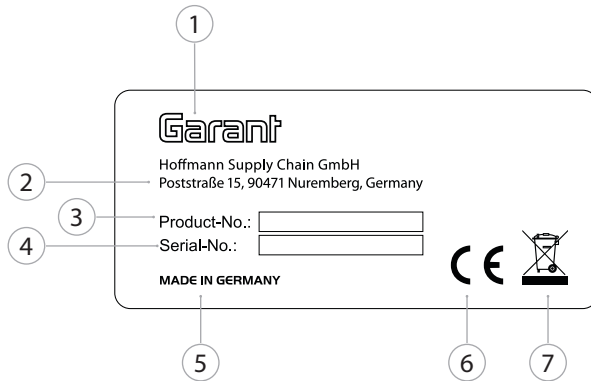 1
Garant
Hoffmann Supply Chain GmbH
2
Poststraße 15, 90471 Nuremberg, Germany
3
Product-No.:
4
Serial-No.:
MADE IN GERMANY
CE
5
6
7